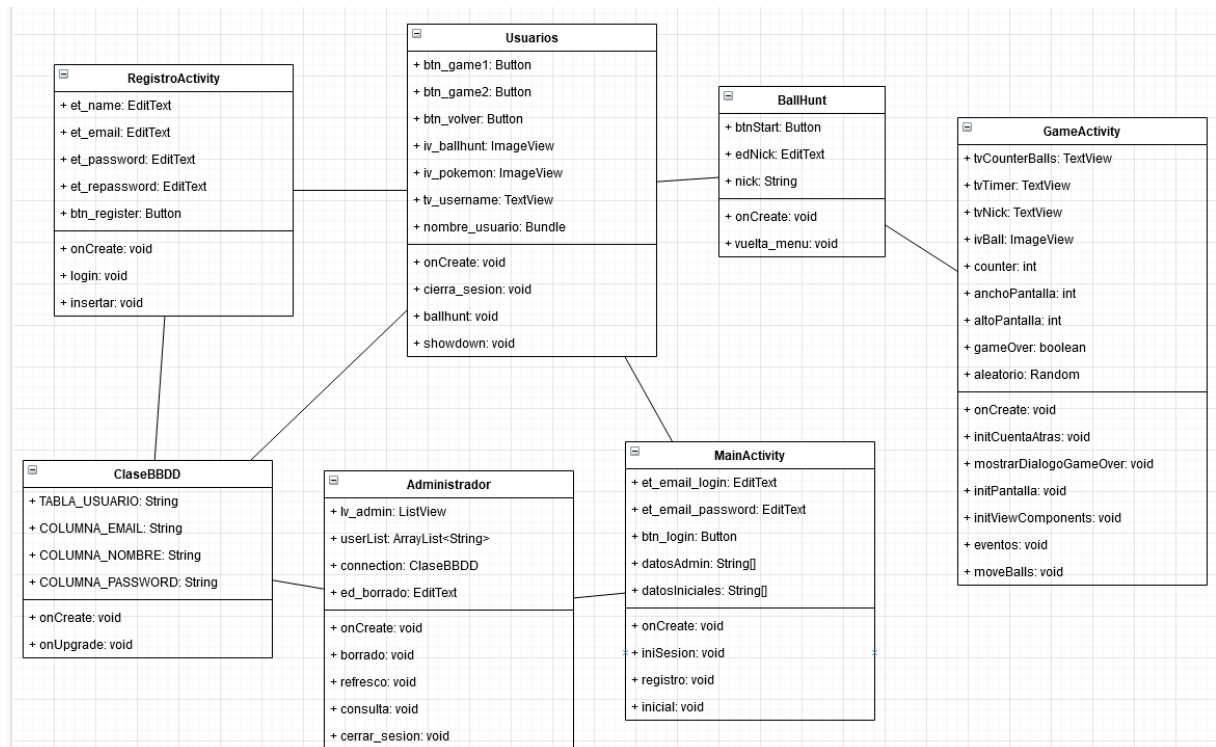 RegistroActivity
+ et_name: EditText
+ et_email: EditText
+ et_password: EditText
+ et_repassword: EditText
+ btn_register: Button
+ onCreate: void
+ login: void
+ insertar: void
Usuarios
+ btn_game1: Button
+ btn_game2: Button
+ btn_volver: Button
+ iv_ballhunt: ImageView
+ iv_pokemon: ImageView
+ tv_username: TextView
+ nombre_usuario: Bundle
+ onCreate: void
+ cierra_sesion: void
+ ballhunt: void
+ showdown: void
BallHunt
+ btnStart: Button
+ edNick: EditText
+ nick: String
+ onCreate: void
+ vuelta_menu: void
GameActivity
+ tvCounterBalls: TextView
+ tvTimer: TextView
+ tvNick: TextView
+ ivBall: ImageView
+ counter: int
+ anchoPantalla: int
+ altoPantalla: int
+ gameOver: boolean
+ aleatorio: Random
+ onCreate: void
+ initCuentaAtras: void
+ mostrarDialogoGameOver: void
+ initPantalla: void
+ initViewComponents: void
+ eventos: void
+ moveBalls: void
ClaseBBDD
+ TABLA_USUARIO: String
+ COLUMNA_EMAIL: String
+ COLUMNA_NOMBRE: String
+ COLUMNA_PASSWORD: String
+ onCreate: void
+ onUpgrade: void
Administrador
+ lv_admin: ListView
+ userList: ArrayList<String>
+ connection: ClaseBBDD
+ ed_borrado: EditText
+ onCreate: void
+ borrado: void
+ refresco: void
+ consulta: void
+ cerrar_sesion: void
MainActivity
+ et_email_login: EditText
+ et_email_password: EditText
+ btn_login: Button
+ datosAdmin: String[]
+ datosIniciales: String[]
+ onCreate: void
+ iniSesion: void
+ registro: void
+ inicial: void